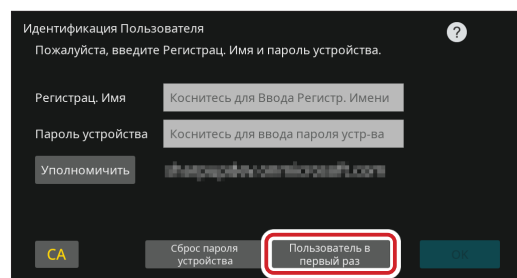 Идентификация Пользователя
?
Пожалуйста, введите Регистрац. Имя и пароль устройства.
Регистрац. Имя
Коснитесь для Ввода Регистр. Имени
Пароль устройства
Коснитесь для ввода пароля устр-ва
Уполномичить
CA
Сброс пароля
устройства
Пользователь в
первый раз
OK